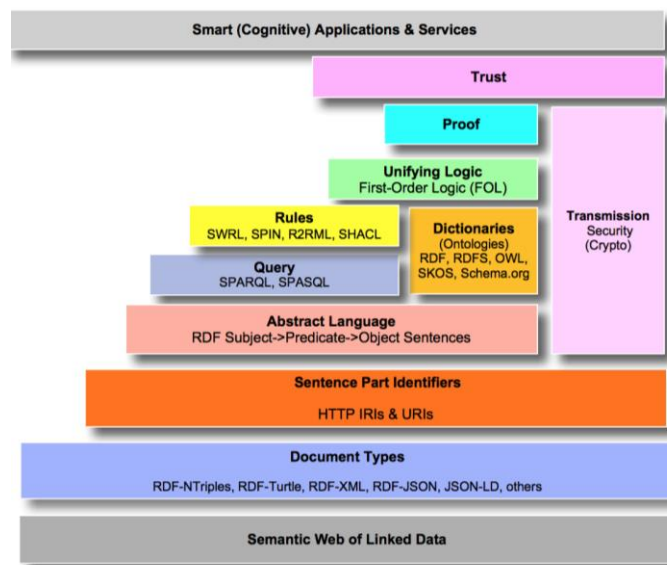 Smart (Cognitive) Applications & Services
Trust
Proof
Unifying Logic
First-Order Logic (FOL)
Rules
SWRL, SPIN, R2RML, SHACL
Dictionaries
(Ontologies)
RDF, RDFS, OWL,
SKOS, Schema.org
Transmission
Security
(Crypto)
Query
SPARQL, SPASQL
Abstract Language
RDF Subject->Predicate->Object Sentences
Sentence Part Identifiers
HTTP IRIs & URIs
Document Types
RDF-NTriples, RDF-Turtle, RDF-XML, RDF-JSON, JSON-LD, others
Semantic Web of Linked Data